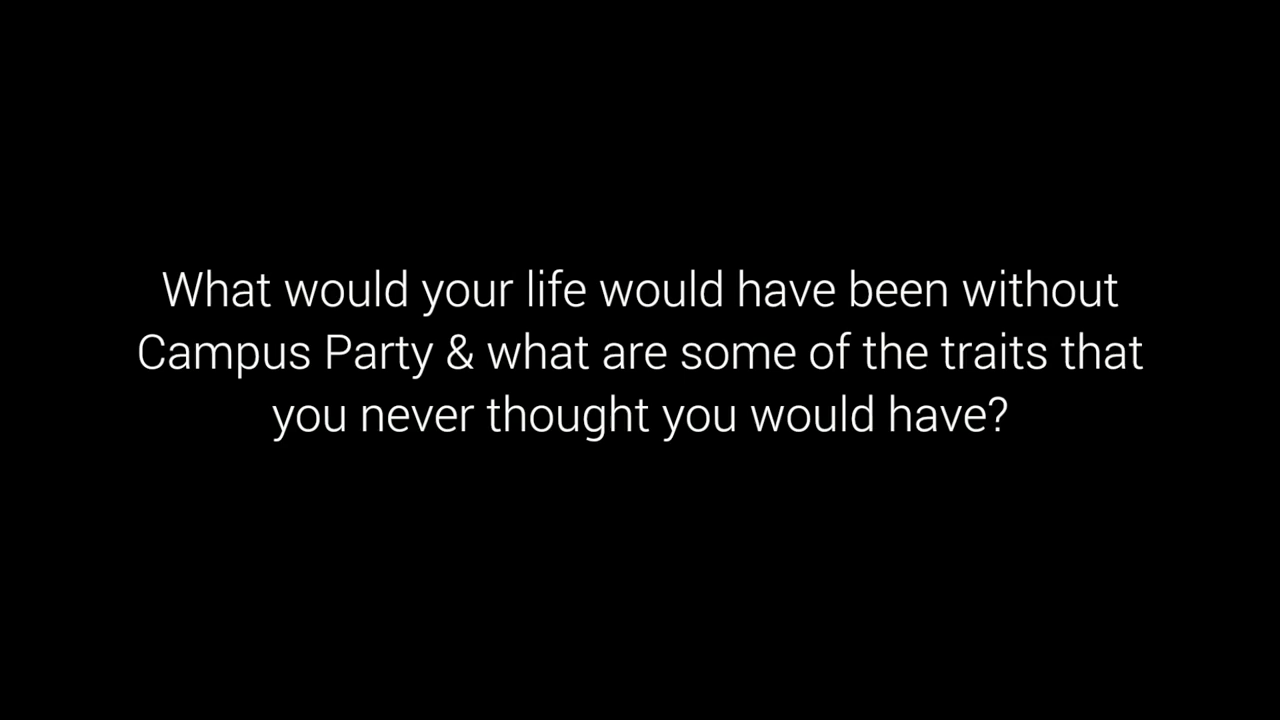 What would your life would have been without
Campus Party & what are some of the traits that
you never thought you would have?